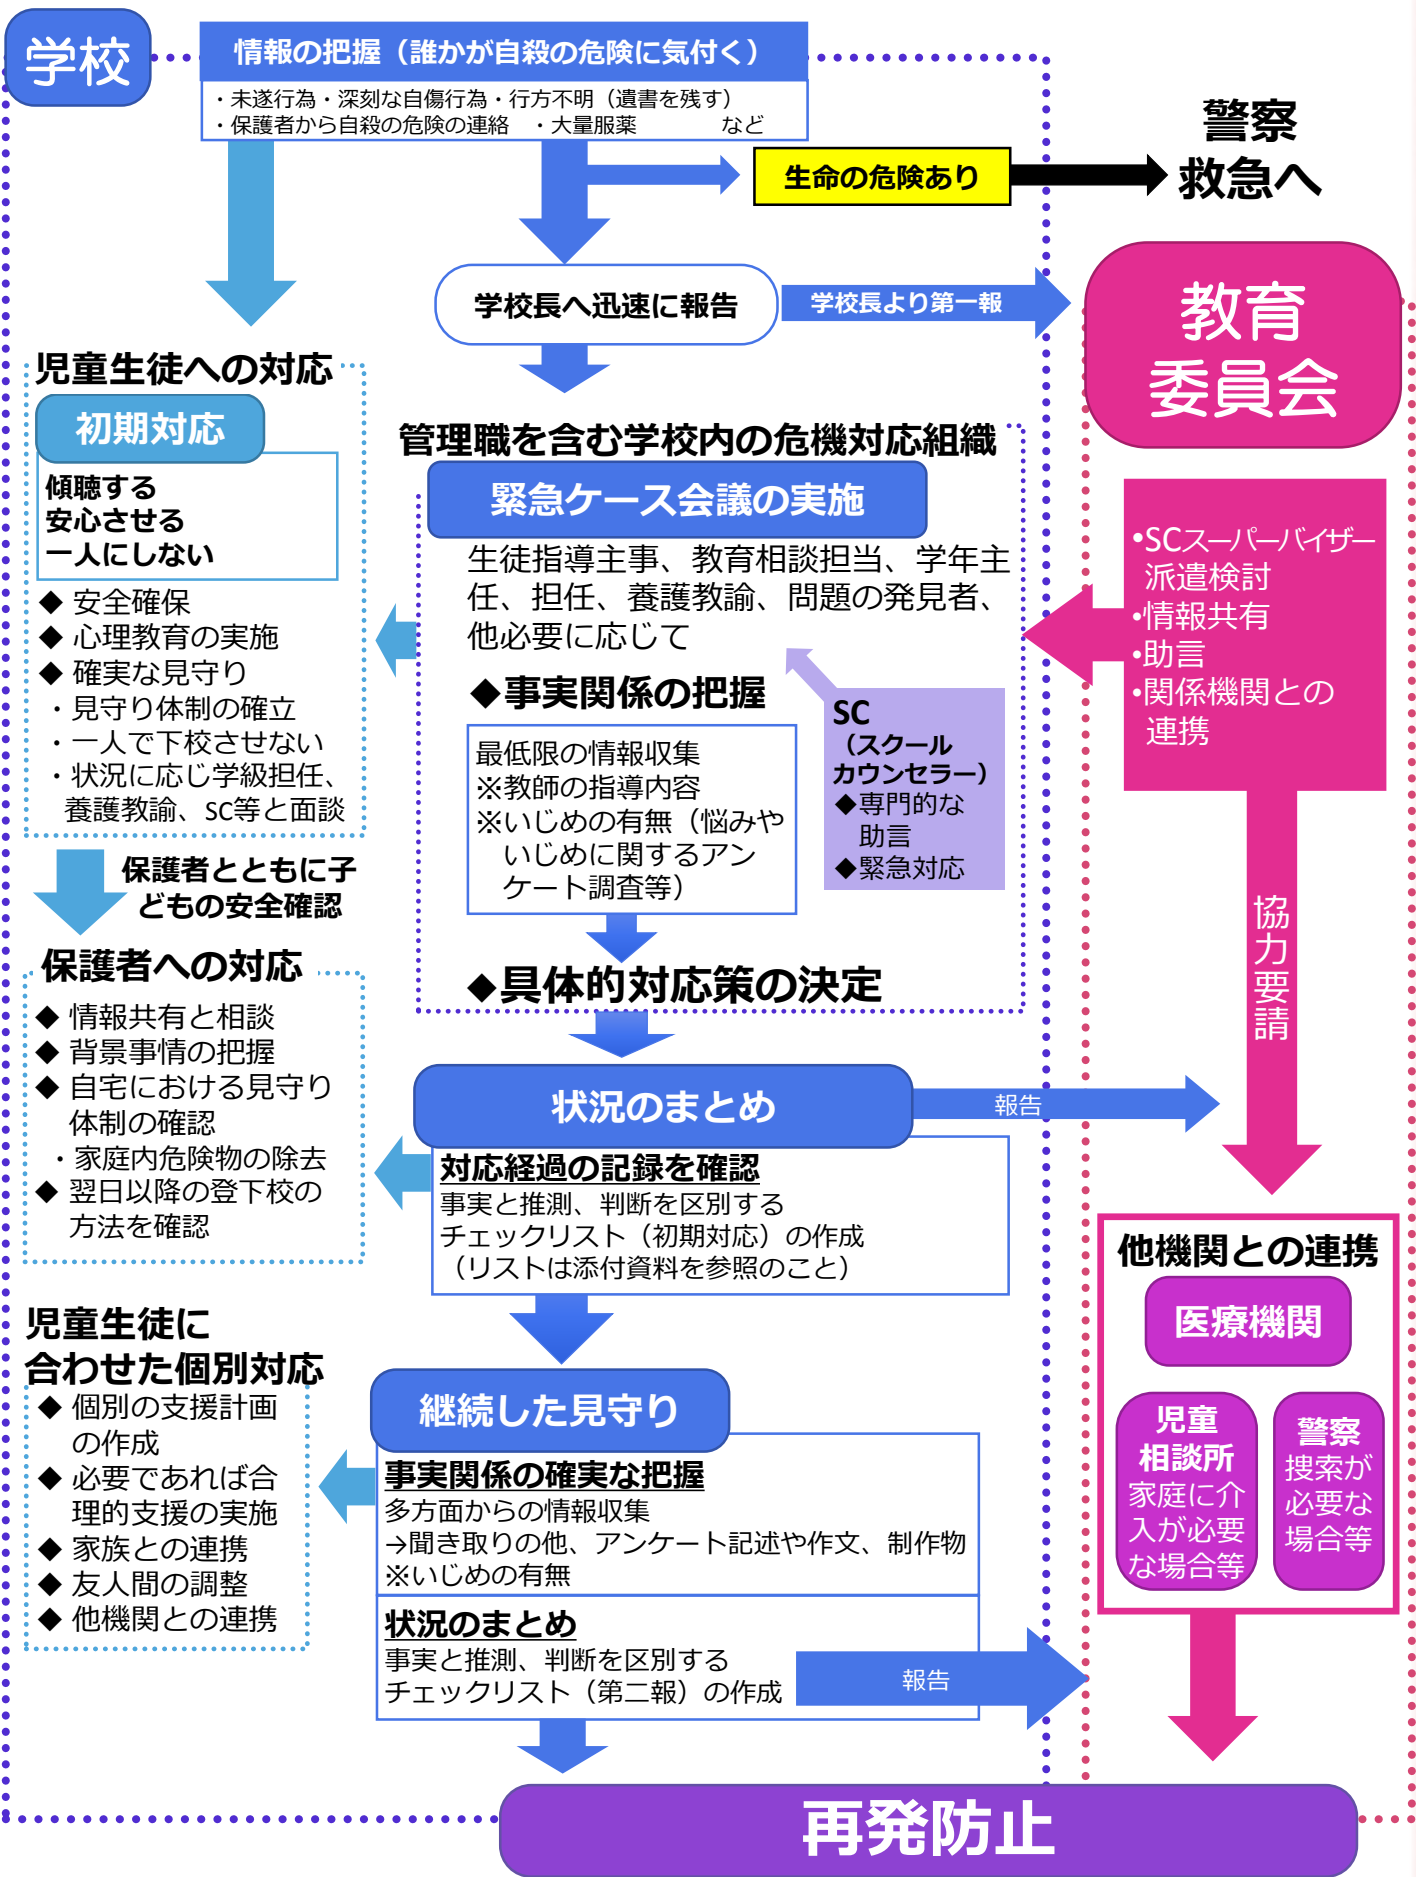 学校
情報の把握（誰かが自殺の危険に気付く）
・未遂行為・深刻な自傷行為・行方不明（遺書を残す）
・保護者から自殺の危険の連絡　・大量服薬　　　　など
生命の危険あり
警察
救急へ
学校長へ迅速に報告
学校長より第一報
教育
委員会
児童生徒への対応
初期対応
傾聴する
安心させる
一人にしない
◆ 安全確保
◆ 心理教育の実施
◆ 確実な見守り
・見守り体制の確立
・一人で下校させない
・状況に応じ学級担任、
養護教諭、SC等と面談
管理職を含む学校内の危機対応組織
緊急ケース会議の実施
生徒指導主事、教育相談担当、学年主
任、担任、養護教諭、問題の発見者、
他必要に応じて
◆事実関係の把握
最低限の情報収集
※教師の指導内容
※いじめの有無（悩みや
いじめに関するアン
ケート調査等）
SC
（スクール
カウンセラー）
◆専門的な
助言
◆緊急対応
◆具体的対応策の決定
•SCスーパーバイザー
派遣検討
•情報共有
•助言
•関係機関との
連携
協力要請
保護者とともに子
どもの安全確認
保護者への対応
◆ 情報共有と相談
◆ 背景事情の把握
◆ 自宅における見守り
体制の確認
・家庭内危険物の除去
◆ 翌日以降の登下校の
方法を確認
状況のまとめ
報告
対応経過の記録を確認
事実と推測、判断を区別する
チェックリスト（初期対応）の作成
（リストは添付資料を参照のこと）
児童生徒に
合わせた個別対応
◆ 個別の支援計画
の作成
◆ 必要であれば合
理的支援の実施
◆ 家族との連携
◆ 友人間の調整
◆ 他機関との連携
継続した見守り
事実関係の確実な把握
多方面からの情報収集
→聞き取りの他、アンケート記述や作文、制作物
※いじめの有無
状況のまとめ
事実と推測、判断を区別する
チェックリスト（第二報）の作成
報告
他機関との連携
医療機関
児童
相談所
家庭に介
入が必要
な場合等
警察
捜索が
必要な
場合等
再発防止